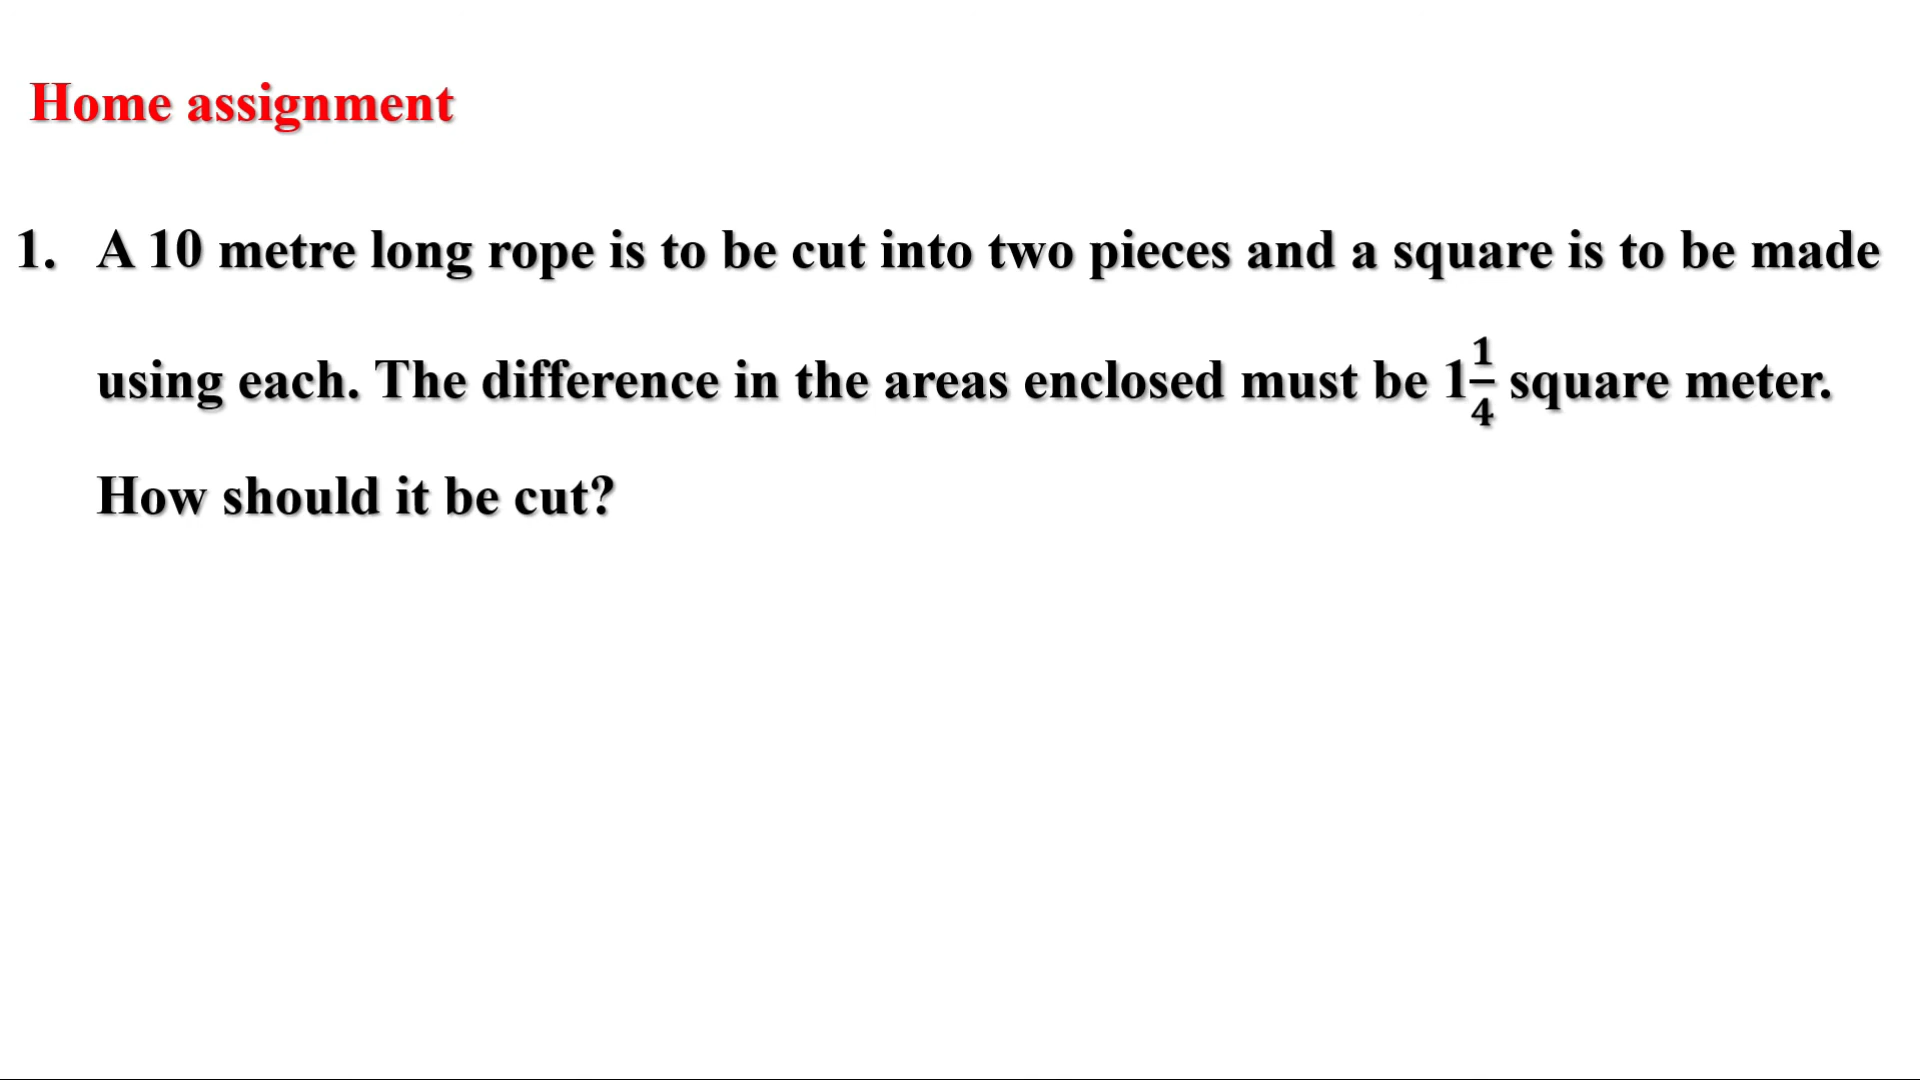 Home assignment
1. A 10 metre long rope is to be cut into two pieces and a square is to be made
using each. The difference in the areas enclosed must be 1 1/4 square meter.
How should it be cut?